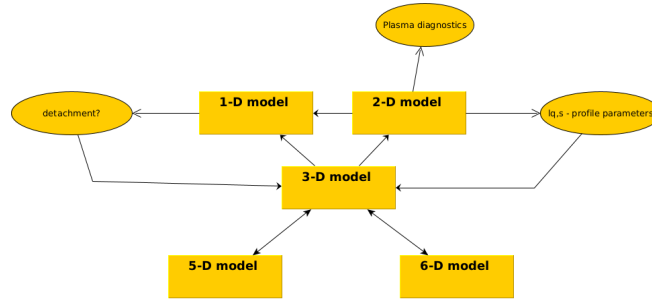 Plasma diagnostics
1-D model
2-D model
detachment?
lq,s - profile parameters
3-D model
5-D model
6-D model